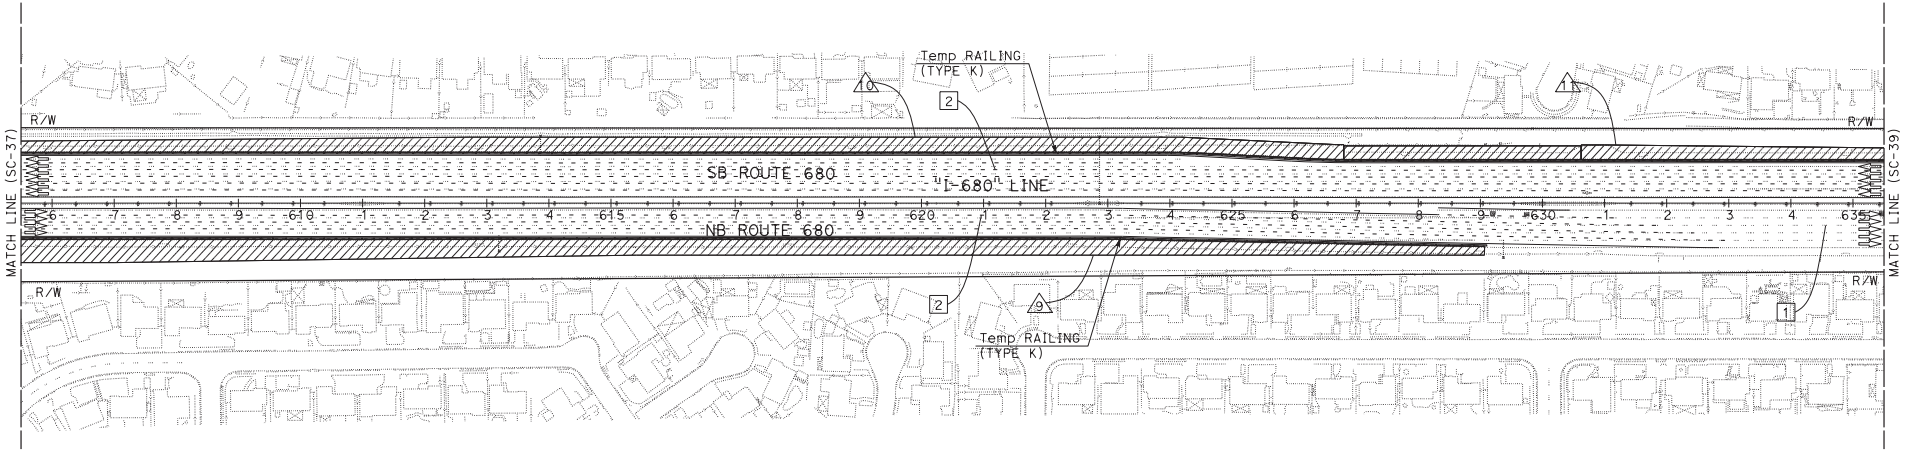 Temp RAILING
(TYPE K)
10
2
11
R/W
R/W
MATCH LINE (SC-37)
MATCH LINE (SC-39)
SB ROUTE 680
"I-680" LINE
6 7 8 9 610 1 2 3 4 615 6 7 8 9 620 1 2 3 4 625 6 7 8 9 630 1 2 3 4 635
NB ROUTE 680
R/W
R/W
2
9
1
Temp RAILING
(TYPE K)